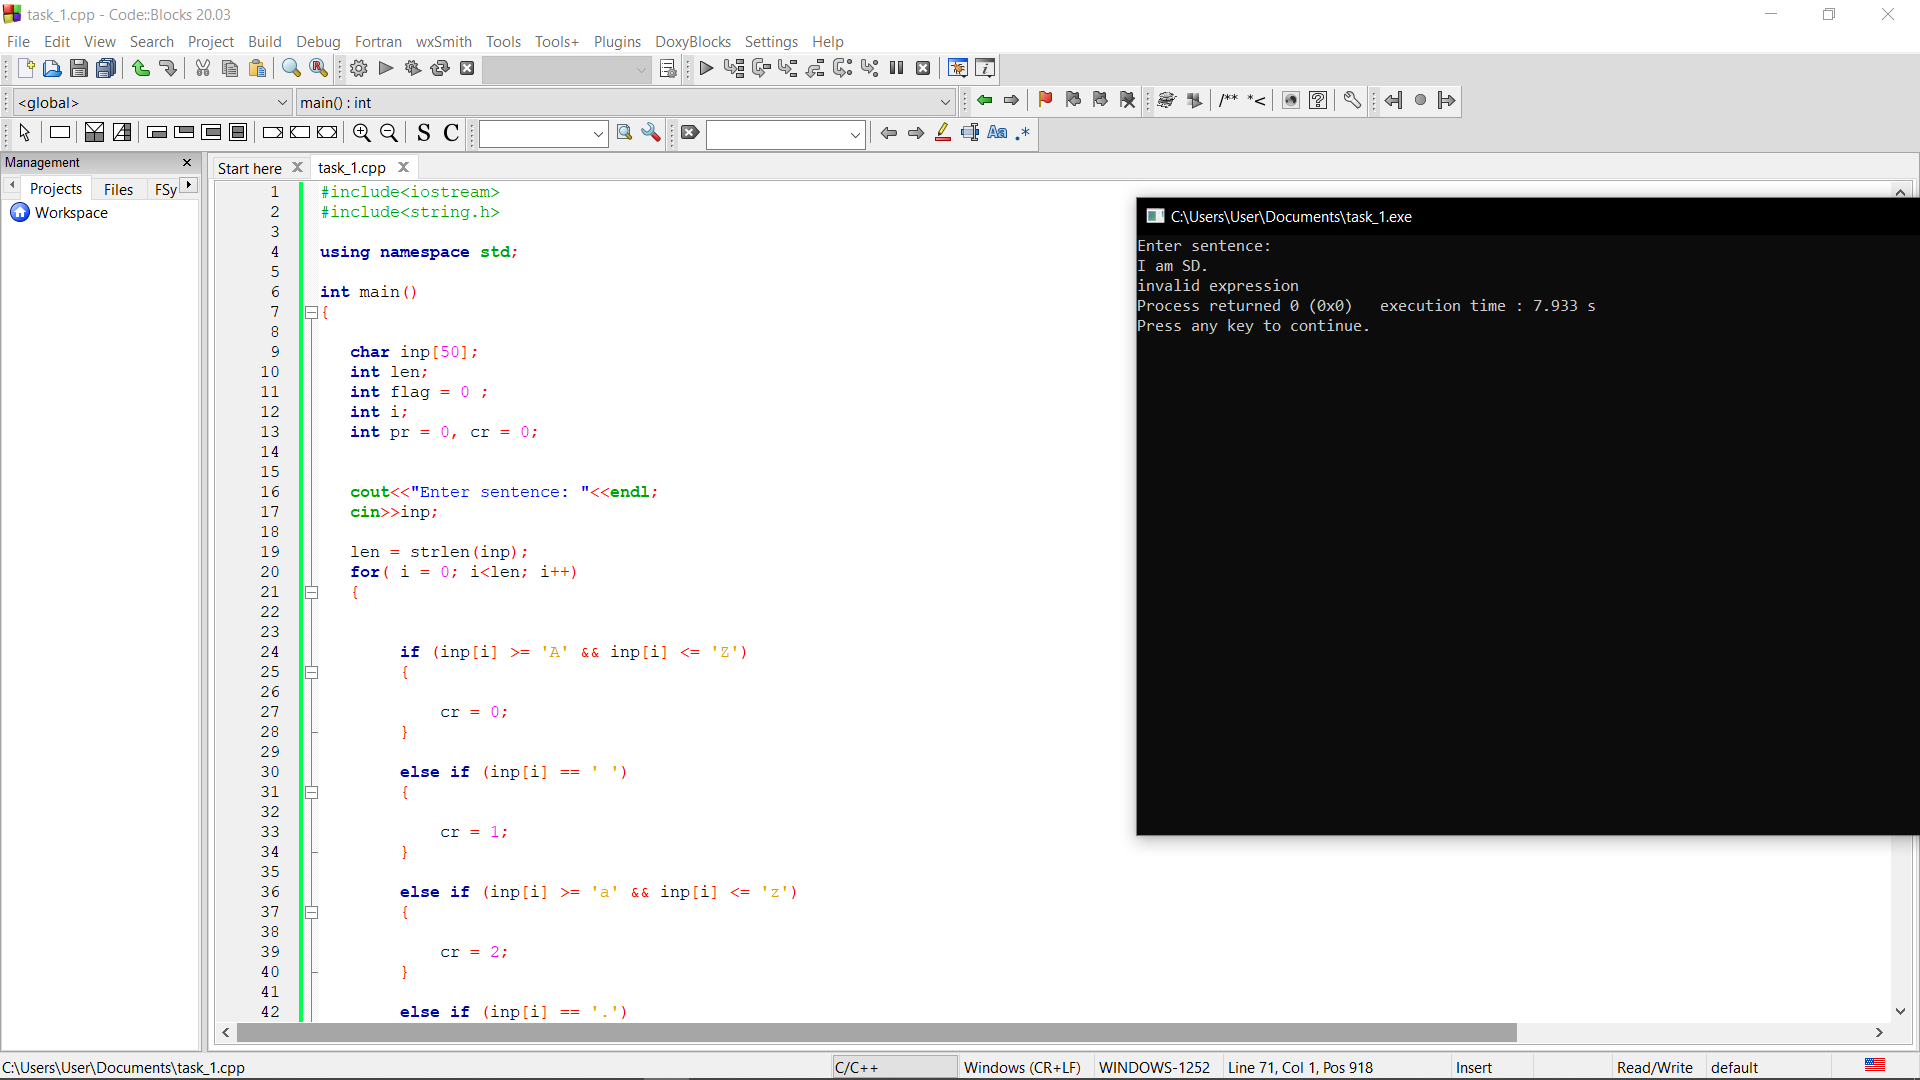 task_1.cpp - Code::Blocks 20.03
File Edit View Search Project Build Debug Fortran wxSmith Tools Tools+ Plugins DoxyBlocks Settings Help
<global> main() : int
/** *<
S C Aa .*
Management
Projects Files FSy
Workspace
Start here task_1.cpp
1 #include<iostream>
2 #include<string.h>
3
4 using namespace std;
5
6 int main()
7 {
8
9 char inp[50];
10 int len;
11 int flag = 0 ;
12 int i;
13 int pr = 0, cr = 0;
14
15
16 cout<<"Enter sentence: "<<endl;
17 cin>>inp;
18
19 len = strlen(inp);
20 for( i = 0; i<len; i++)
21 {
22
23
24 if (inp[i] >= 'A' && inp[i] <= 'Z')
25 {
26
27 cr = 0;
28 }
29
30 else if (inp[i] == ' ')
31 {
32
33 cr = 1;
34 }
35
36 else if (inp[i] >= 'a' && inp[i] <= 'z')
37 {
38
39 cr = 2;
40 }
41
42 else if (inp[i] == '.')
C:\Users\User\Documents\task_1.exe
Enter sentence:
I am SD.
invalid expression
Process returned 0 (0x0)   execution time : 7.933 s
Press any key to continue.
C:\Users\User\Documents\task_1.cpp C/C++ Windows (CR+LF) WINDOWS-1252 Line 71, Col 1, Pos 918 Insert Read/Write default